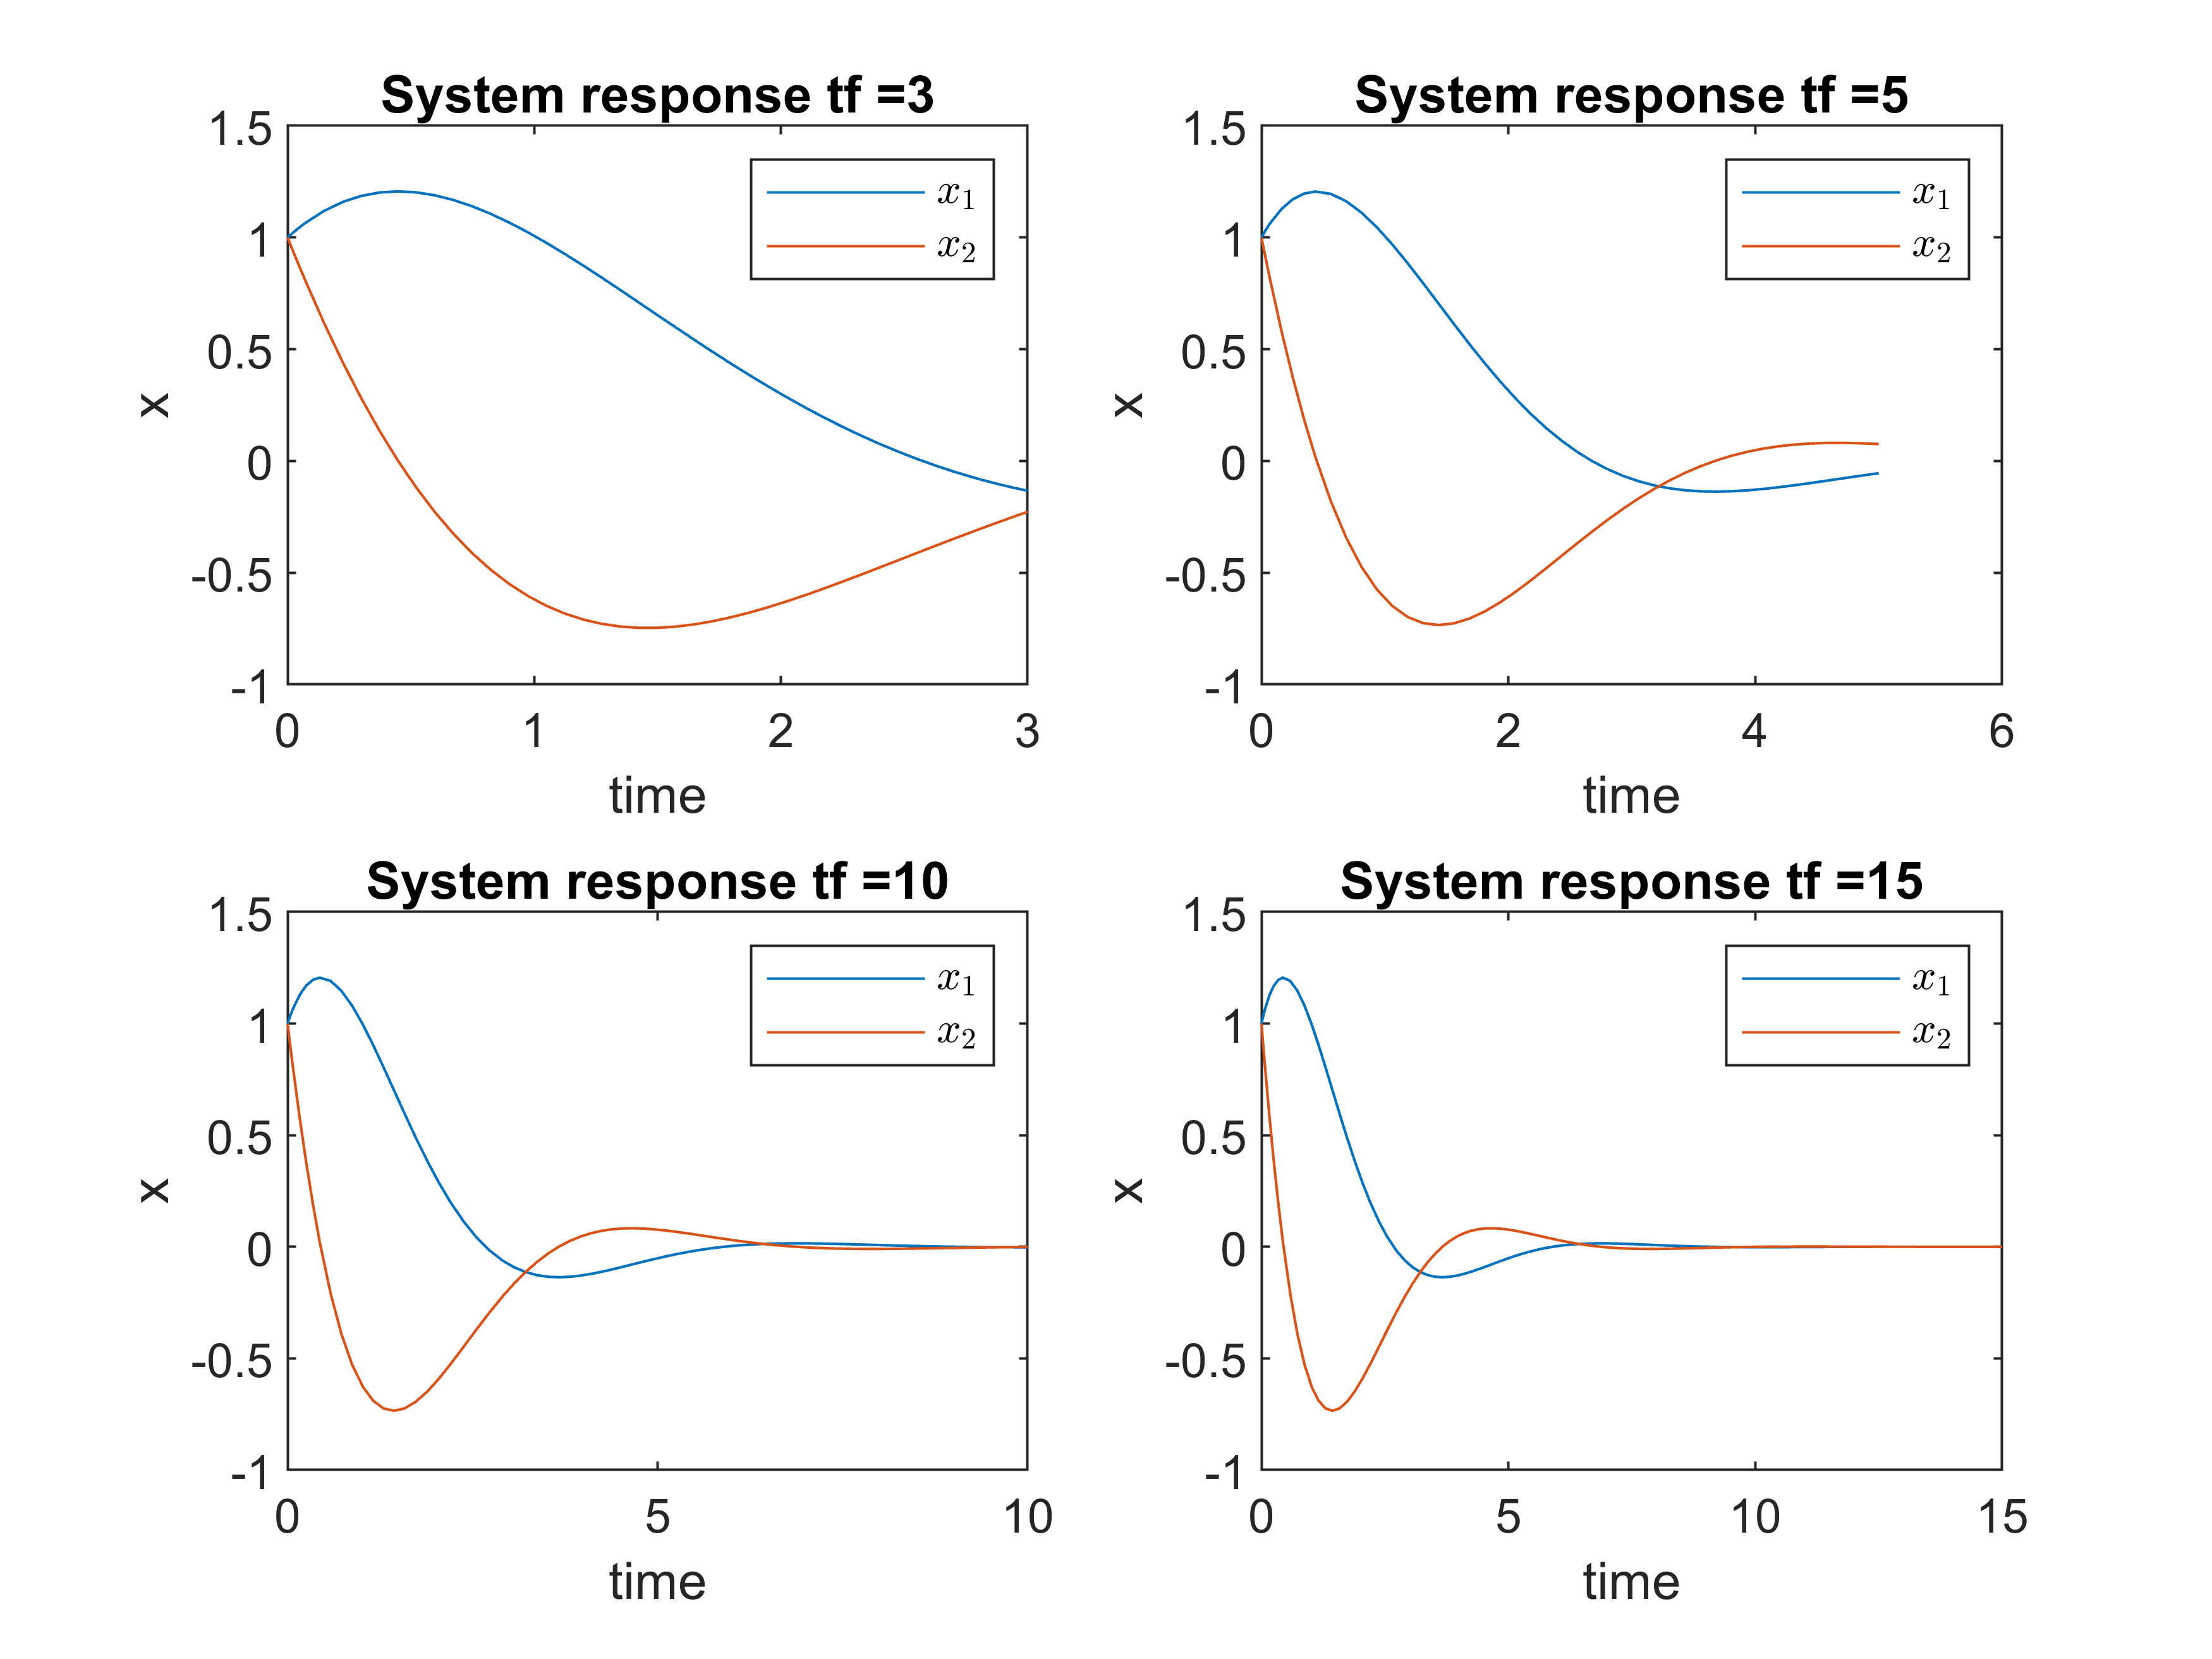 System response tf =3
1.5
1
0.5
0
-0.5
-1
x
0 1 2 3
time
x₁
x₂
System response tf =5
1.5
1
0.5
0
-0.5
-1
x
0 2 4 6
time
x₁
x₂
System response tf =10
1.5
1
0.5
0
-0.5
-1
x
0 5 10
time
x₁
x₂
System response tf =15
1.5
1
0.5
0
-0.5
-1
x
0 5 10 15
time
x₁
x₂